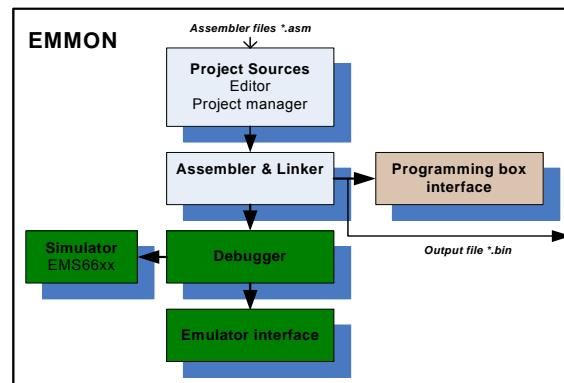 Assembler files *.asm
EMMON
Project Sources
Editor
Project manager
Assembler & Linker
Programming box
interface
Output file *.bin
Simulator
EMS66xx
Debugger
Emulator interface